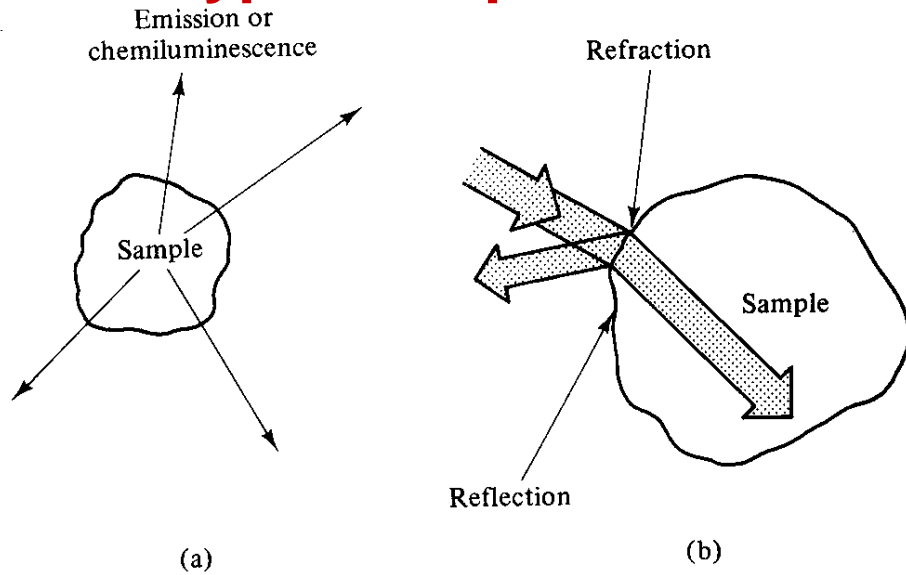 Emission or
chemiluminescence
Sample
(a)
Refraction
Sample
Reflection
(b)